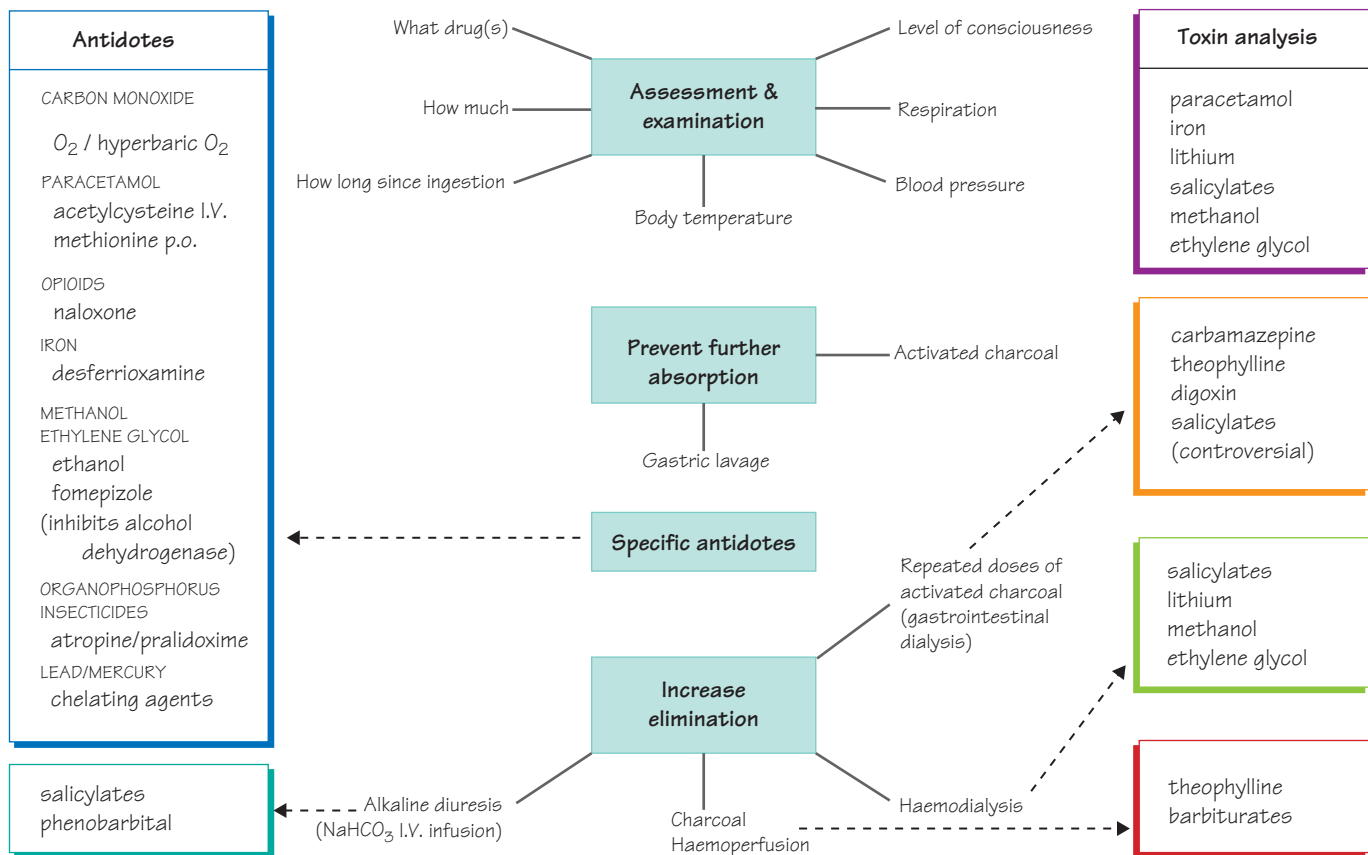 Antidotes
CARBON MONOXIDE
O₂ / hyperbaric O₂
PARACETAMOL
acetylcysteine I.V.
methionine p.o.
OPIOIDS
naloxone
IRON
desferrioxamine
METHANOL
ETHYLENE GLYCOL
ethanol
fomepizole
(inhibits alcohol
dehydrogenase)
ORGANOPHOSPHORUS
INSECTICIDES
atropine/pralidoxime
LEAD/MERCURY
chelating agents
salicylates
phenobarbital
What drug(s)
How much
How long since ingestion
Assessment &
examination
Body temperature
Level of consciousness
Respiration
Blood pressure
Prevent further
absorption
Activated charcoal
Gastric lavage
Specific antidotes
Increase
elimination
Repeated doses of
activated charcoal
(gastrointestinal
dialysis)
Alkaline diuresis
(NaHCO₃ I.V. infusion)
Charcoal
Haemoperfusion
Haemodialysis
Toxin analysis
paracetamol
iron
lithium
salicylates
methanol
ethylene glycol
carbamazepine
theophylline
digoxin
salicylates
(controversial)
salicylates
lithium
methanol
ethylene glycol
theophylline
barbiturates